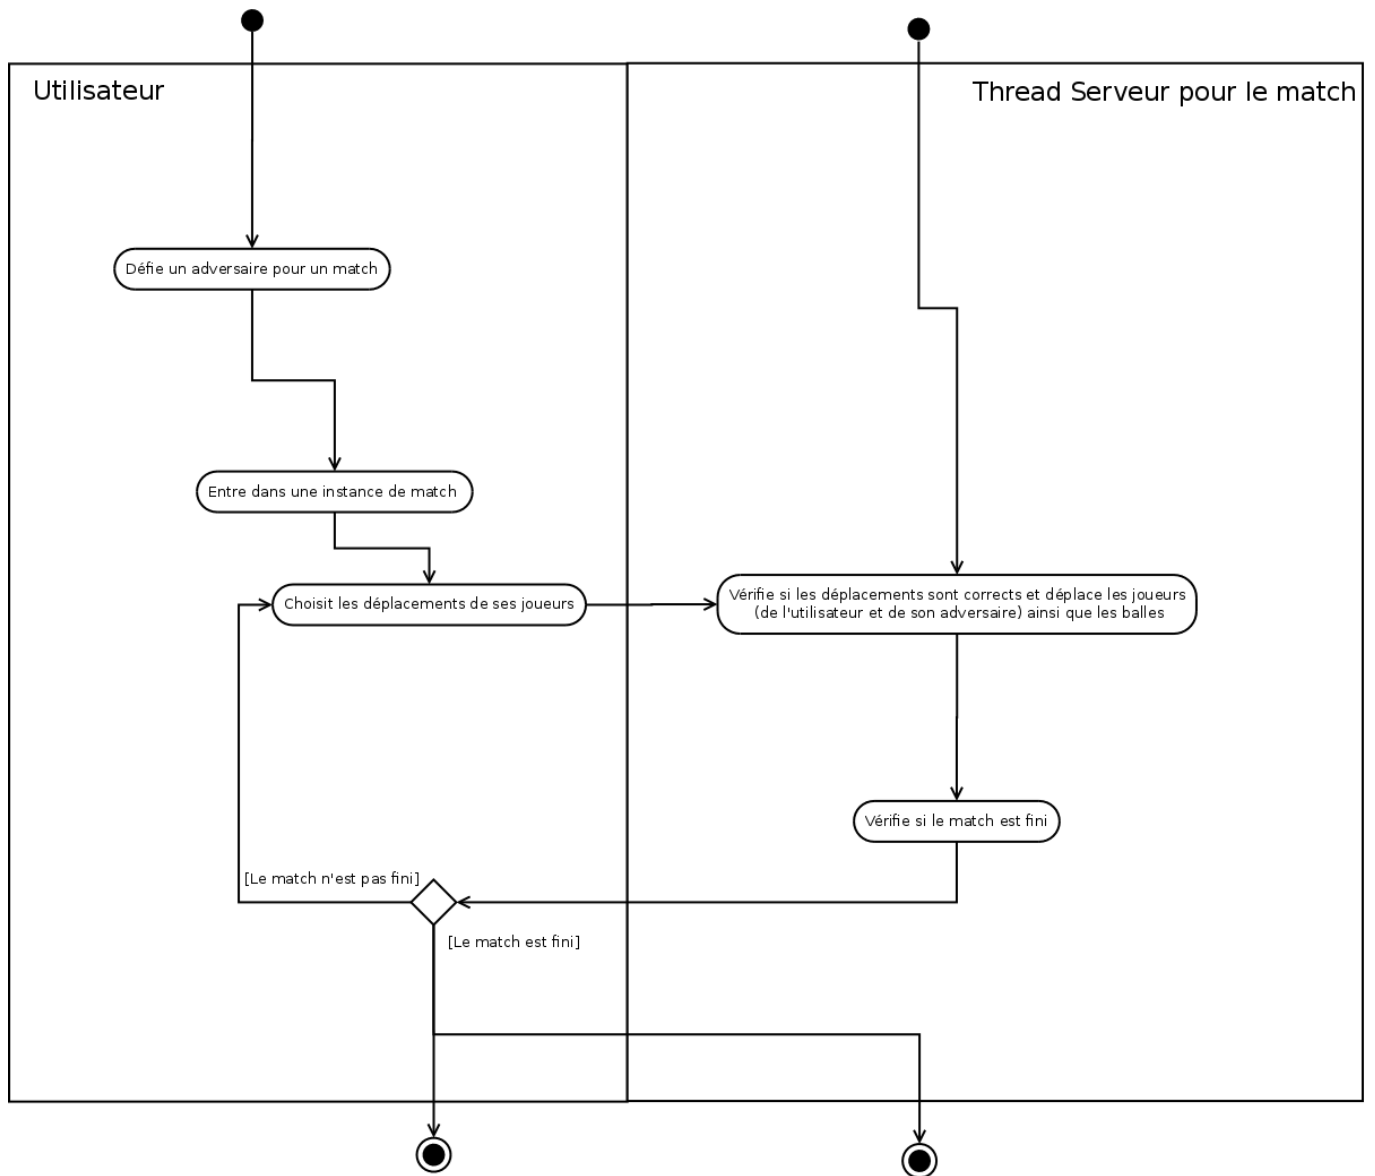 Utilisateur
Thread Serveur pour le match
Défie un adversaire pour un match
Entre dans une instance de match
Choisit les déplacements de ses joueurs
Vérifie si les déplacements sont corrects et déplace les joueurs
(de l'utilisateur et de son adversaire) ainsi que les balles
Vérifie si le match est fini
[Le match n'est pas fini]
[Le match est fini]